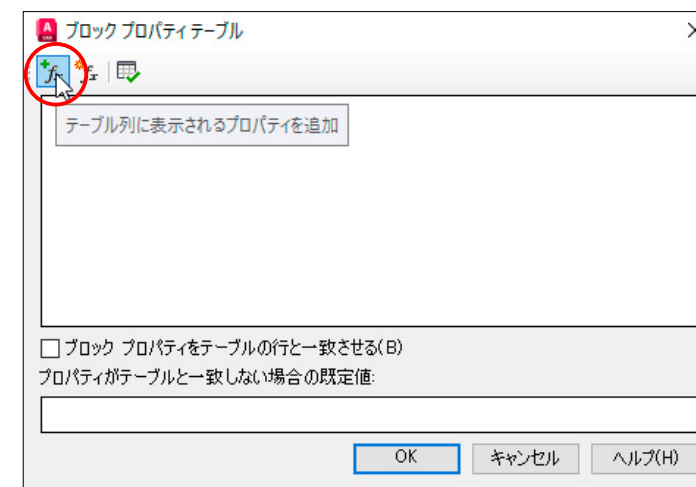 ブロック プロパティ テーブル
テーブル列に表示されるプロパティを追加
ブロック プロパティをテーブルの行と一致させる(B)
プロパティがテーブルと一致しない場合の既定値:
OK キャンセル ヘルプ(H)